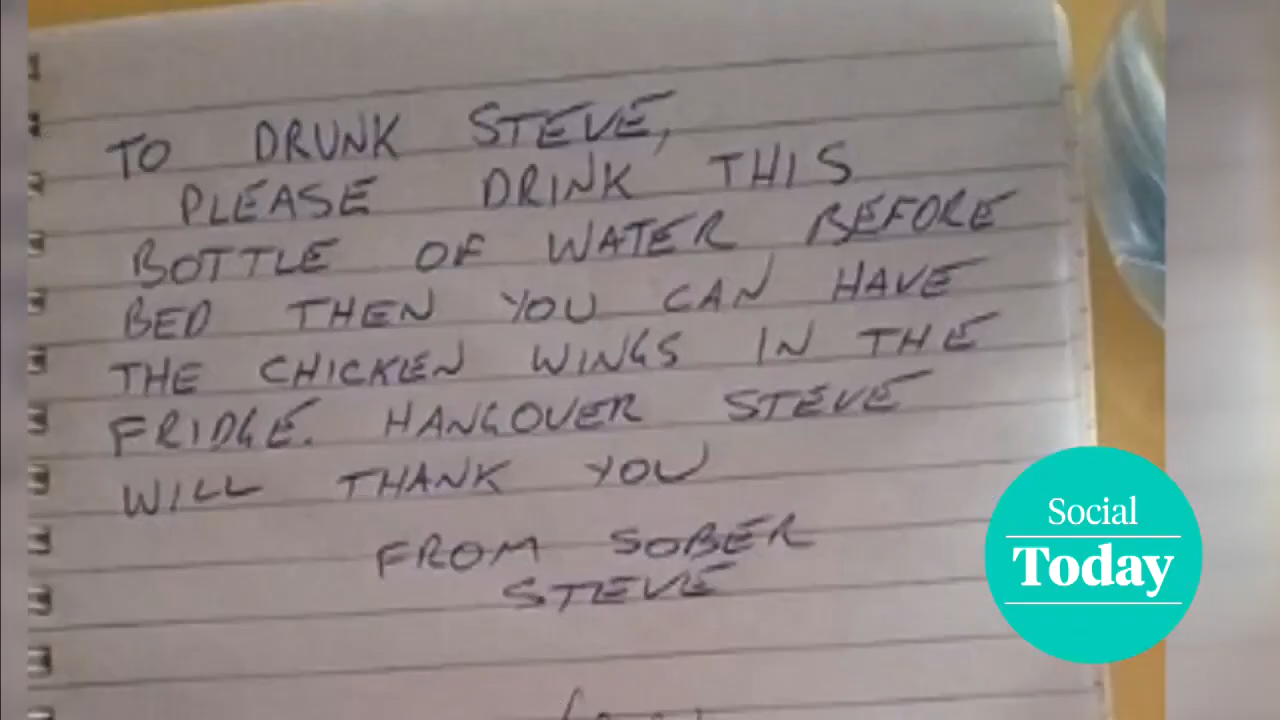 TO DRUNK STEVE,
PLEASE DRINK THIS
BOTTLE OF WATER BEFORE
BED THEN YOU CAN HAVE
THE CHICKEN WINGS IN THE
FRIDGE. HANGOVER STEVE
WILL THANK YOU
FROM SOBER
STEVE
Social
Today